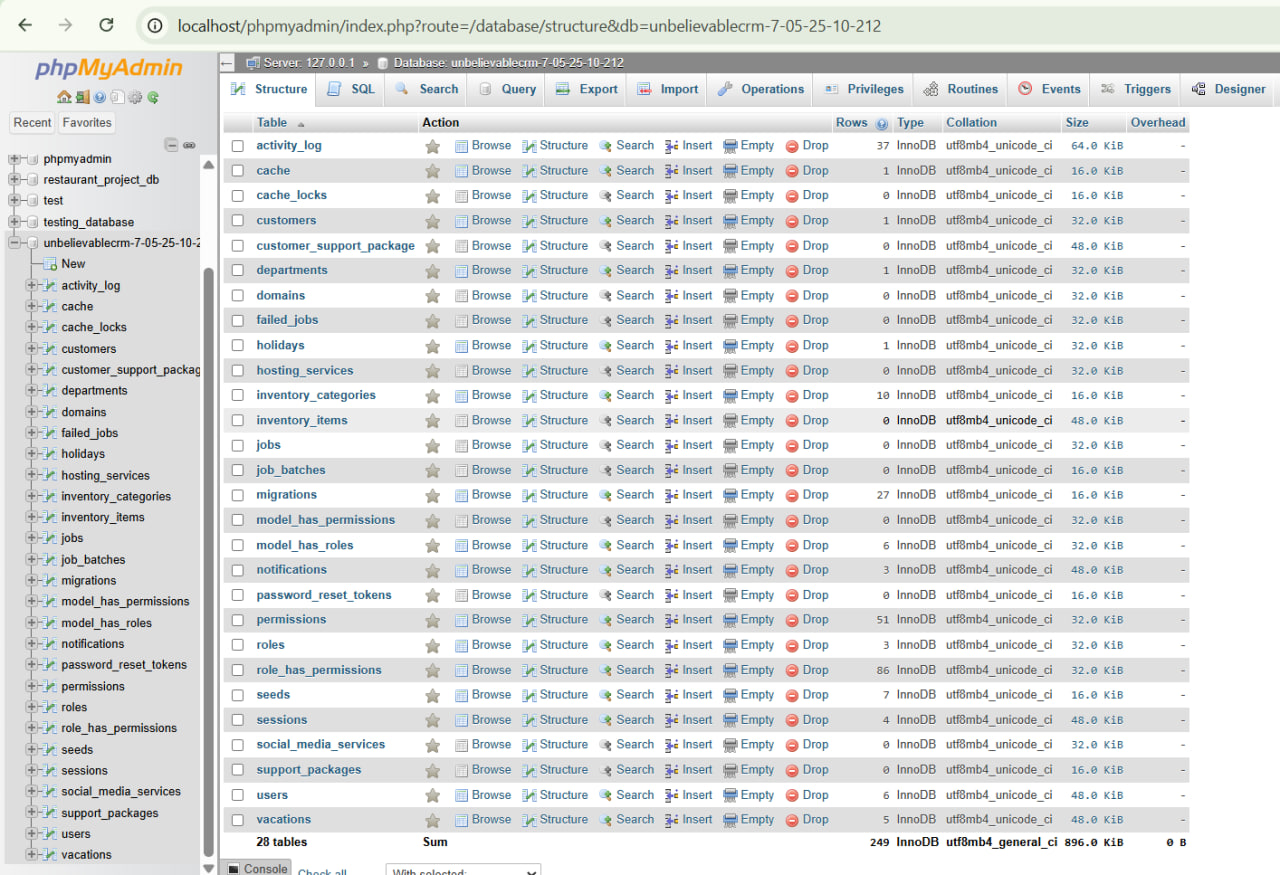 localhost/phpmyadmin/index.php?route=/database/structure&db=unbelievablecrm-7-05-25-10-212
phpMyAdmin
Recent Favorites
phpmyadmin
restaurant_project_db
test
testing_database
unbelievablecrm-7-05-25-10-2
New
activity_log
cache
cache_locks
customers
customer_support_packag
departments
domains
failed_jobs
holidays
hosting_services
inventory_categories
inventory_items
jobs
job_batches
migrations
model_has_permissions
model_has_roles
notifications
password_reset_tokens
permissions
roles
role_has_permissions
seeds
sessions
social_media_services
support_packages
users
vacations
Server: 127.0.0.1 » Database: unbelievablecrm-7-05-25-10-212
Structure SQL Search Query Export Import Operations Privileges Routines Events Triggers Designer
Table Action Rows Type Collation Size Overhead
activity_log Browse Structure Search Insert Empty Drop 37 InnoDB utf8mb4_unicode_ci 64.0 KiB -
cache Browse Structure Search Insert Empty Drop 1 InnoDB utf8mb4_unicode_ci 16.0 KiB -
cache_locks Browse Structure Search Insert Empty Drop 0 InnoDB utf8mb4_unicode_ci 16.0 KiB -
customers Browse Structure Search Insert Empty Drop 1 InnoDB utf8mb4_unicode_ci 32.0 KiB -
customer_support_package Browse Structure Search Insert Empty Drop 0 InnoDB utf8mb4_unicode_ci 48.0 KiB -
departments Browse Structure Search Insert Empty Drop 1 InnoDB utf8mb4_unicode_ci 32.0 KiB -
domains Browse Structure Search Insert Empty Drop 0 InnoDB utf8mb4_unicode_ci 32.0 KiB -
failed_jobs Browse Structure Search Insert Empty Drop 0 InnoDB utf8mb4_unicode_ci 32.0 KiB -
holidays Browse Structure Search Insert Empty Drop 1 InnoDB utf8mb4_unicode_ci 32.0 KiB -
hosting_services Browse Structure Search Insert Empty Drop 0 InnoDB utf8mb4_unicode_ci 32.0 KiB -
inventory_categories Browse Structure Search Insert Empty Drop 10 InnoDB utf8mb4_unicode_ci 16.0 KiB -
inventory_items Browse Structure Search Insert Empty Drop 0 InnoDB utf8mb4_unicode_ci 48.0 KiB -
jobs Browse Structure Search Insert Empty Drop 0 InnoDB utf8mb4_unicode_ci 32.0 KiB -
job_batches Browse Structure Search Insert Empty Drop 0 InnoDB utf8mb4_unicode_ci 16.0 KiB -
migrations Browse Structure Search Insert Empty Drop 27 InnoDB utf8mb4_unicode_ci 16.0 KiB -
model_has_permissions Browse Structure Search Insert Empty Drop 0 InnoDB utf8mb4_unicode_ci 32.0 KiB -
model_has_roles Browse Structure Search Insert Empty Drop 6 InnoDB utf8mb4_unicode_ci 32.0 KiB -
notifications Browse Structure Search Insert Empty Drop 3 InnoDB utf8mb4_unicode_ci 48.0 KiB -
password_reset_tokens Browse Structure Search Insert Empty Drop 0 InnoDB utf8mb4_unicode_ci 16.0 KiB -
permissions Browse Structure Search Insert Empty Drop 51 InnoDB utf8mb4_unicode_ci 32.0 KiB -
roles Browse Structure Search Insert Empty Drop 3 InnoDB utf8mb4_unicode_ci 32.0 KiB -
role_has_permissions Browse Structure Search Insert Empty Drop 86 InnoDB utf8mb4_unicode_ci 32.0 KiB -
seeds Browse Structure Search Insert Empty Drop 7 InnoDB utf8mb4_unicode_ci 16.0 KiB -
sessions Browse Structure Search Insert Empty Drop 4 InnoDB utf8mb4_unicode_ci 48.0 KiB -
social_media_services Browse Structure Search Insert Empty Drop 0 InnoDB utf8mb4_unicode_ci 32.0 KiB -
support_packages Browse Structure Search Insert Empty Drop 0 InnoDB utf8mb4_unicode_ci 16.0 KiB -
users Browse Structure Search Insert Empty Drop 6 InnoDB utf8mb4_unicode_ci 48.0 KiB -
vacations Browse Structure Search Insert Empty Drop 5 InnoDB utf8mb4_unicode_ci 48.0 KiB -
28 tables Sum 249 InnoDB utf8mb4_general_ci 896.0 KiB 0 B
Console Check all With selected: